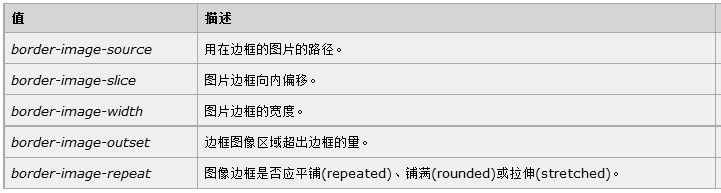 值 描述
border-image-source 用在边框的图片的路径。
border-image-slice 图片边框向内偏移。
border-image-width 图片边框的宽度。
border-image-outset 边框图像区域超出边框的量。
border-image-repeat 图像边框是否应平铺(repeated)、铺满(rounded)或拉伸(stretched)。